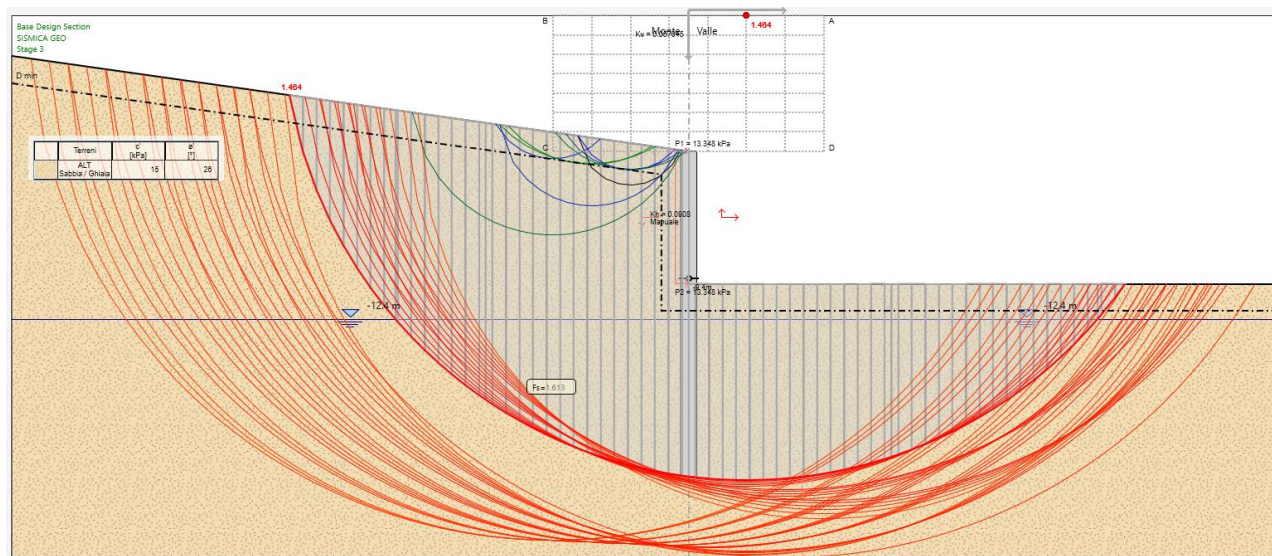 Base Design Section
SISMICA GEO
Stage 3
B
A
Monte
Valle
1.464
D min
1.464
C
D
P1 = 13.348 kPa
Terreni
c'
[kPa]
ø'
[°]
ALT
Sabbia / Ghiaia
15
26
Kh = 0.0908
Manuale
P2 = 13.348 kPa
-12.4 m
-12.4 m
Fs=1.613